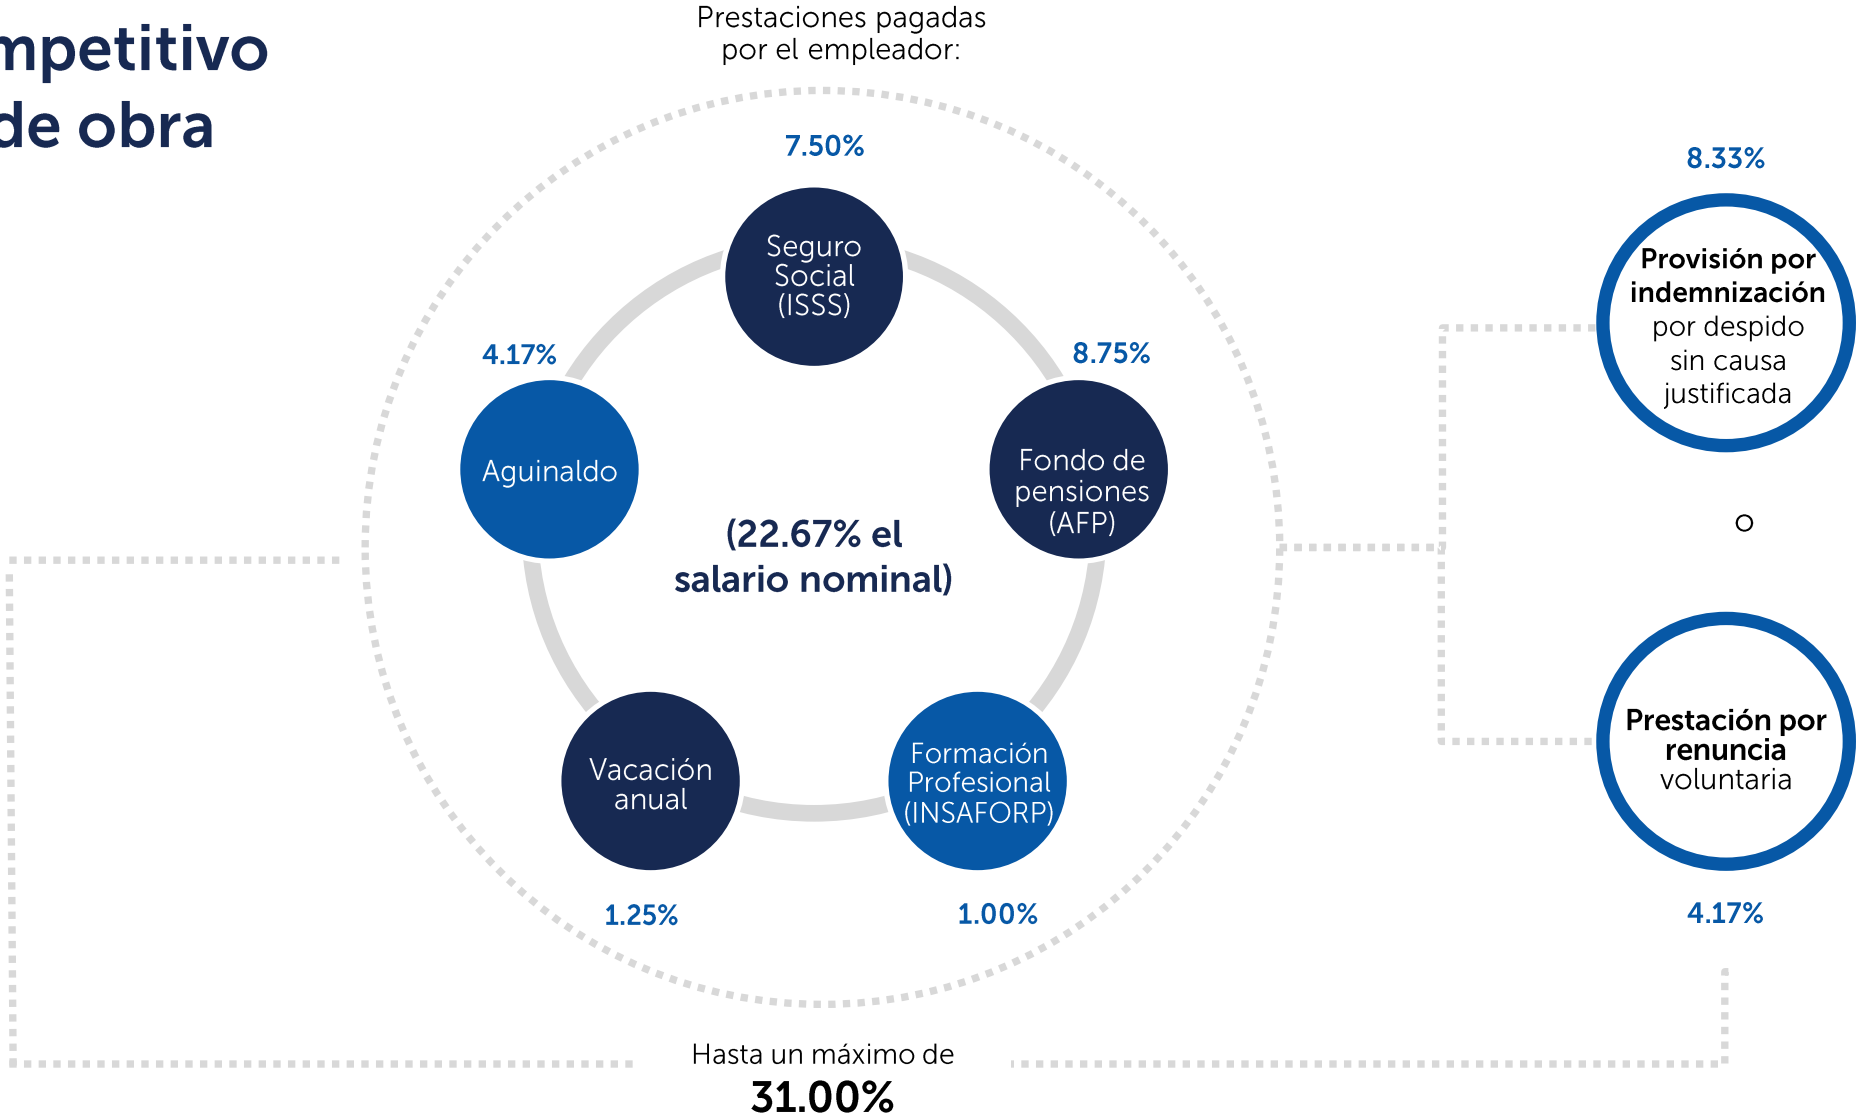 mpetitivo
de obra
Prestaciones pagadas
por el empleador:
7.50%
Seguro
Social
(ISSS)
4.17%
Aguinaldo
8.75%
Fondo de
pensiones
(AFP)
(22.67% el
salario nominal)
Vacación
anual
1.25%
Formación
Profesional
(INSAFORP)
1.00%
8.33%
Provisión por
indemnización
por despido
sin causa
justificada
o
Prestación por
renuncia
voluntaria
4.17%
Hasta un máximo de
31.00%